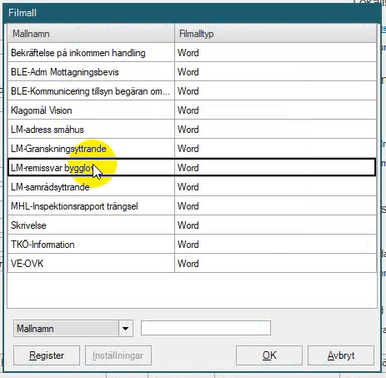 Filmall
Mallnamn Filmalltyp
Bekräftelse på inkommen handling Word
BLE-Adm Mottagningsbevis Word
BLE-Kommunicering tillsyn begäran om... Word
Klagomål Vision Word
LM-adress småhus Word
LM-Granskningsyttrande Word
LM-remissvar bygglov Word
LM-samrådsyttrande Word
MHL-Inspektionsrapport trängsel Word
Skrivelse Word
TKÖ-Information Word
VE-OVK Word
Mallnamn
Register Inställningar OK Avbryt